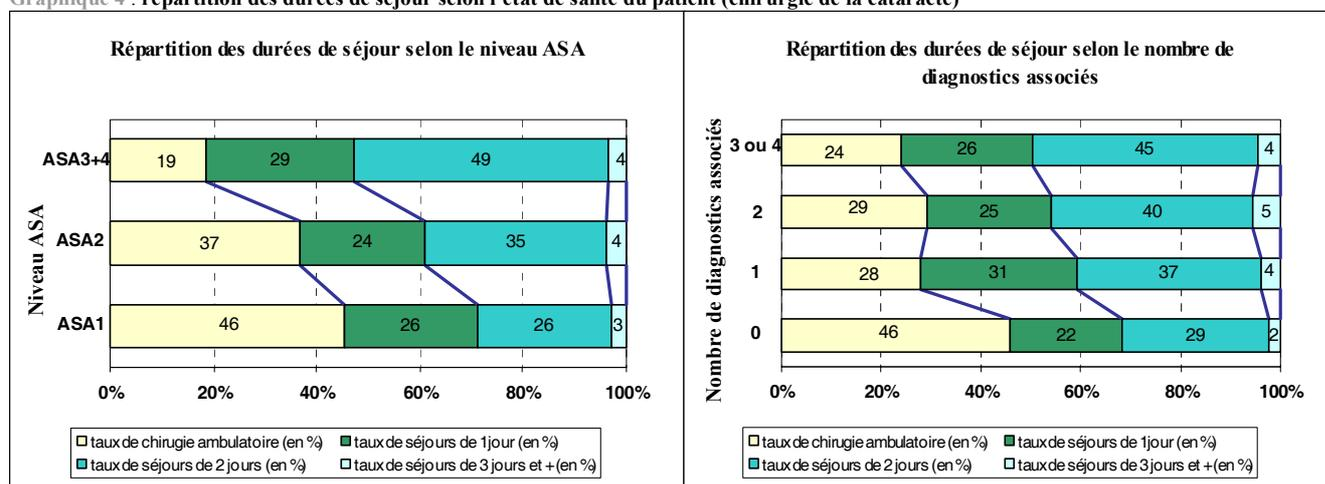 Graphique 4 : répartition des durées de séjour selon l'état de santé du patient (chirurgie de la cataracte)
Répartition des durées de séjour selon le niveau ASA
Niveau ASA
ASA3+4 19 29 49 4
ASA2 37 24 35 4
ASA1 46 26 26 3
0% 20% 40% 60% 80% 100%
taux de chirugie ambulatoire (en %) taux de séjours de 1 jour (en %)
taux de séjours de 2 jours (en %) taux de séjours de 3 jours et + (en %)
Répartition des durées de séjour selon le nombre de
diagnostics associés
Nombre de diagnostics associés
3 ou 4 24 26 45 4
2 29 25 40 5
1 28 31 37 4
0 46 22 29 2
0% 20% 40% 60% 80% 100%
taux de chirugie ambulatoire (en %) taux de séjours de 1jour (en %)
taux de séjours de 2 jours (en %) taux de séjours de 3 jours et +(en %)